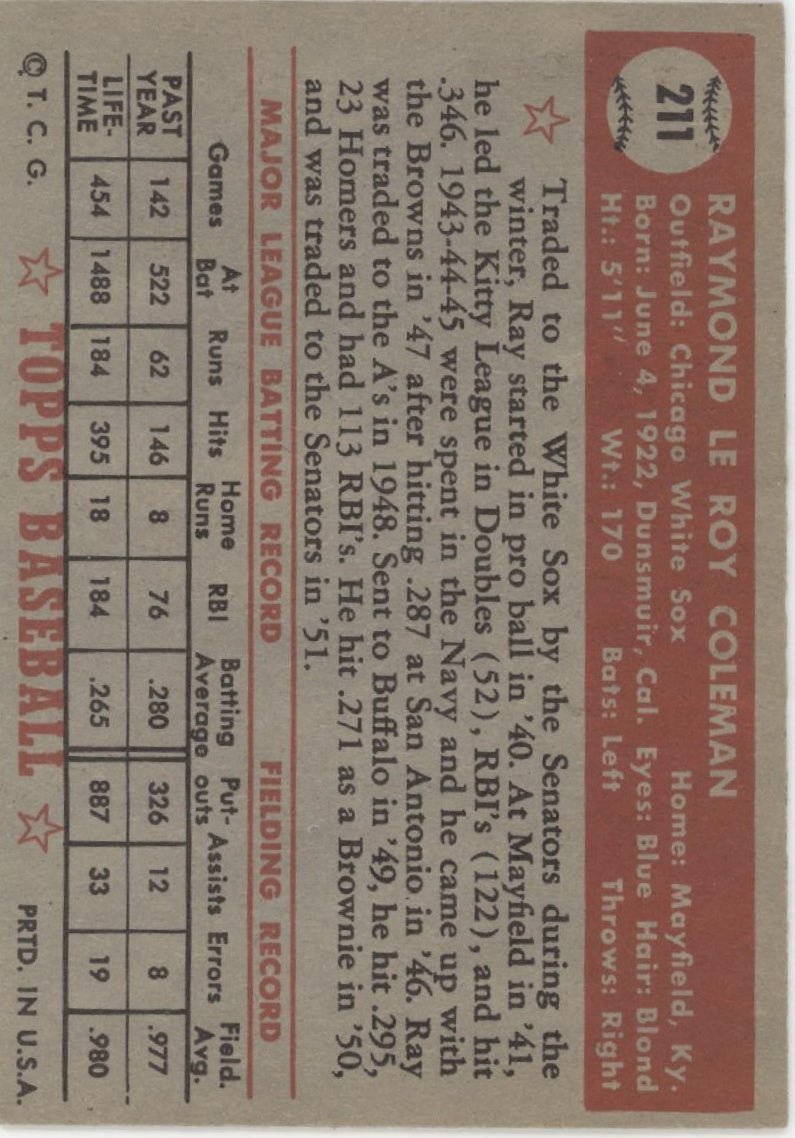 211
RAYMOND LE ROY COLEMAN
Outfield: Chicago White Sox Home: Mayfield, Ky.
Born: June 4, 1922, Dunsmuir, Cal. Eyes: Blue Hair: Blond
Ht.: 5'11" Wt.: 170 Bats: Left Throws: Right
Traded to the White Sox by the Senators during the
winter, Ray started in pro ball in '40. At Mayfield in '41,
he led the Kitty League in Doubles (52), RBI's (122), and hit
.346. 1943-44-45 were spent in the Navy and he came up with
the Browns in '47 after hitting .287 at San Antonio in '46. Ray
was traded to the A's in 1948. Sent to Buffalo in '49, he hit .295,
23 Homers and had 113 RBI's. He hit .271 as a Brownie in '50,
and was traded to the Senators in '51.
MAJOR LEAGUE BATTING RECORD FIELDING RECORD
Games At Bat Runs Hits Home Runs RBI Batting Average Put-outs Assists Errors Field. Avg.
PAST YEAR 142 522 62 146 8 76 .280 326 12 8 .977
LIFE-TIME 454 1488 184 395 18 184 .265 887 33 19 .980
© T. C. G. TOPPS BASEBALL PRTD. IN U.S.A.